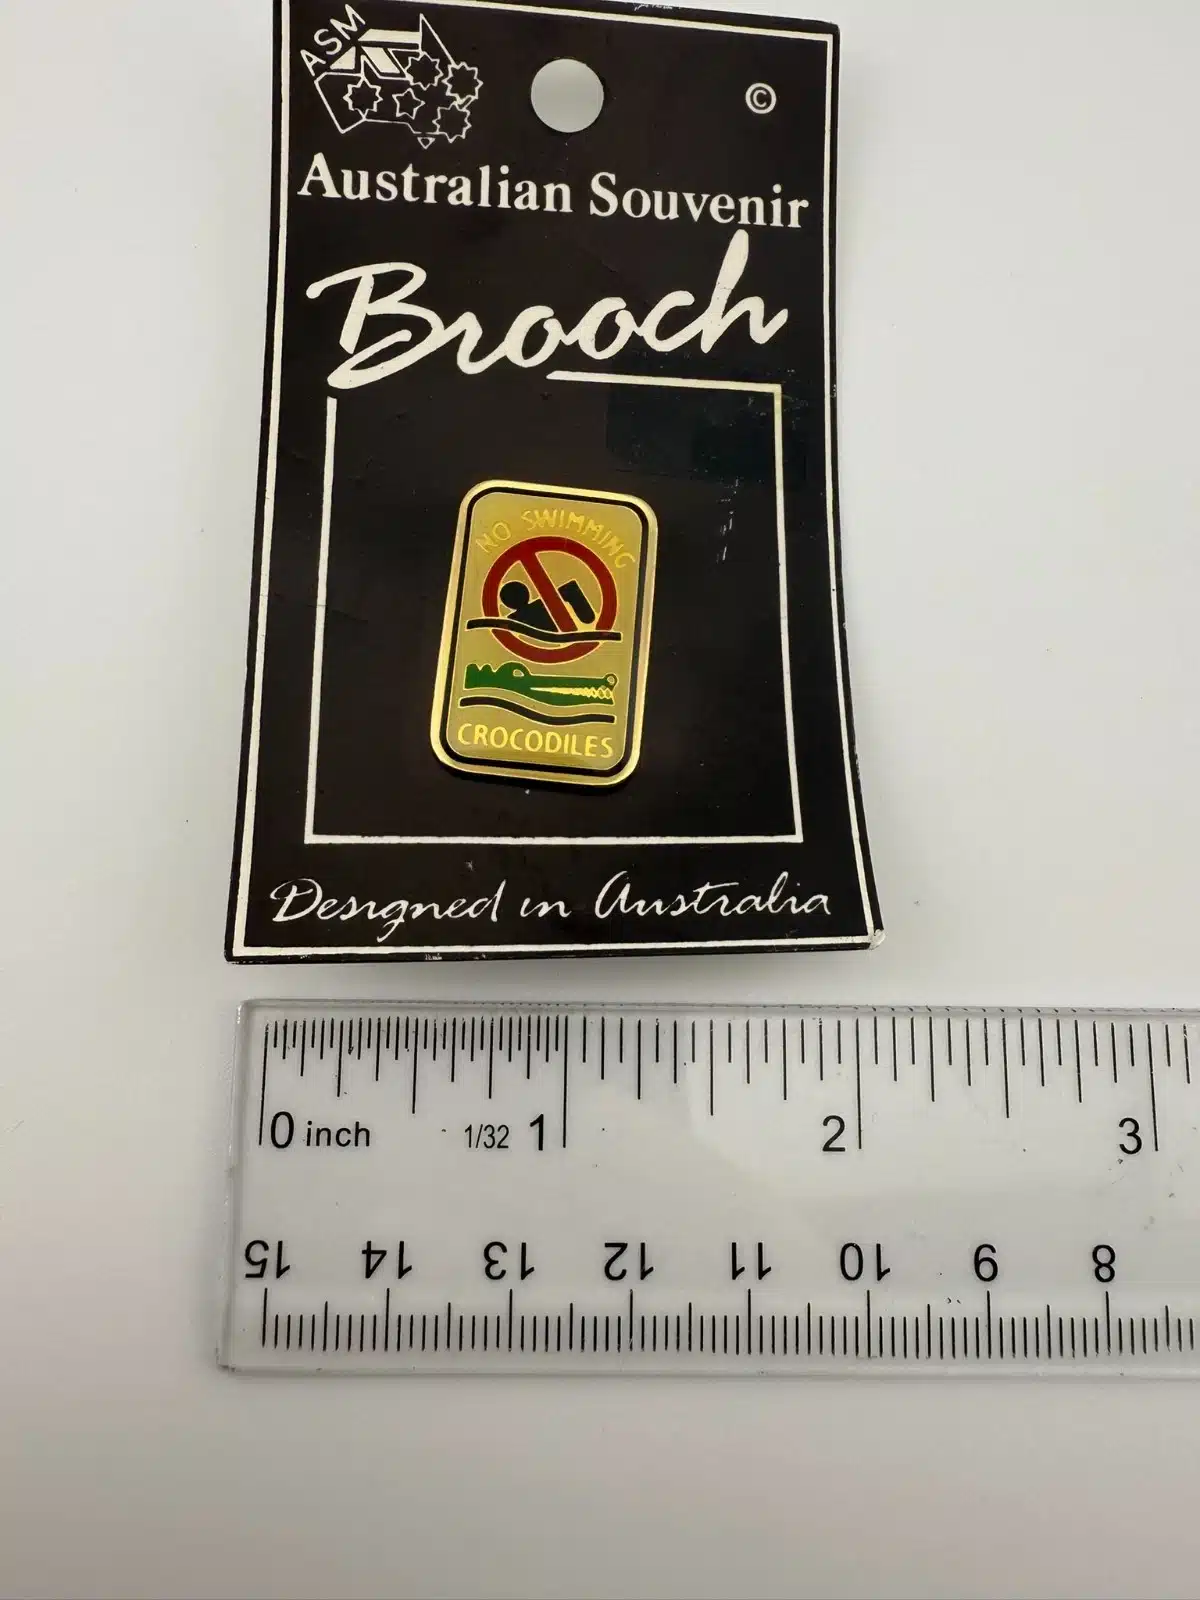 ASM
©
Australian Souvenir
Brooch
NO SWIMMING
CROCODILES
Designed in Australia
0 inch 1/32 1 2 3
15 14 13 12 11 10 9 8